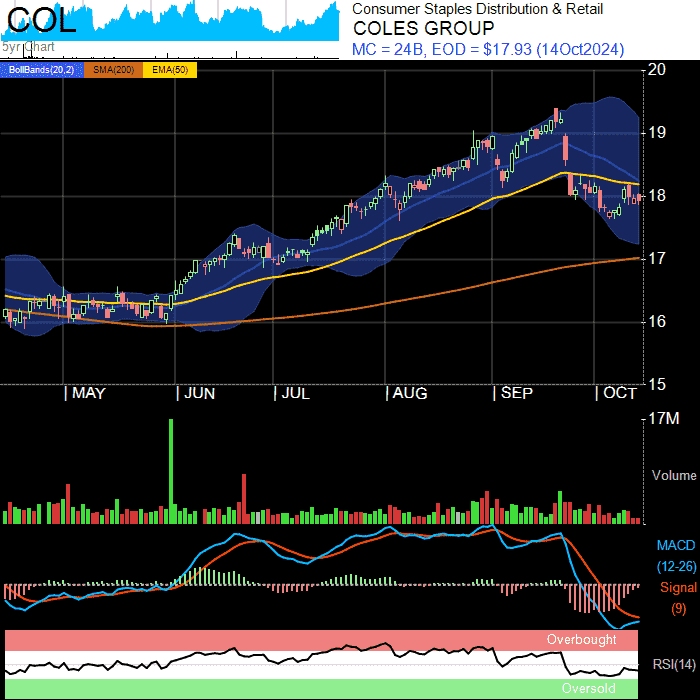 COL
5yr Chart
Consumer Staples Distribution & Retail
COLES GROUP
MC = 24B, EOD = $17.93 (14Oct2024)
BollBands(20,2) SMA(200) EMA(50)
20
19
18
17
16
15
MAY JUN JUL AUG SEP OCT
17M
Volume
MACD
(12-26)
Signal
(9)
Overbought
RSI(14)
Oversold